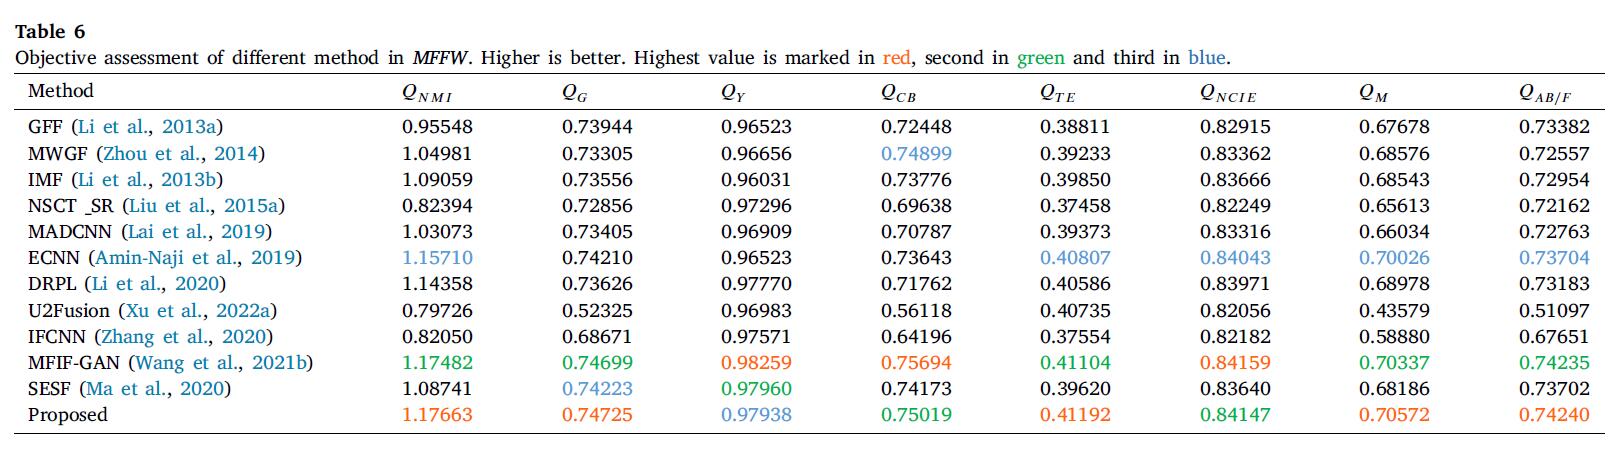 Table 6
Objective assessment of different method in MFFW. Higher is better. Highest value is marked in red, second in green and third in blue.
Method Q_NMI Q_G Q_Y Q_CB Q_TE Q_NCIE Q_M Q_AB/F
GFF (Li et al., 2013a) 0.95548 0.73944 0.96523 0.72448 0.38811 0.82915 0.67678 0.73382
MWGF (Zhou et al., 2014) 1.04981 0.73305 0.96656 0.74899 0.39233 0.83362 0.68576 0.72557
IMF (Li et al., 2013b) 1.09059 0.73556 0.96031 0.73776 0.39850 0.83666 0.68543 0.72954
NSCT _SR (Liu et al., 2015a) 0.82394 0.72856 0.97296 0.69638 0.37458 0.82249 0.65613 0.72162
MADCNN (Lai et al., 2019) 1.03073 0.73405 0.96909 0.70787 0.39373 0.83316 0.66034 0.72763
ECNN (Amin-Naji et al., 2019) 1.15710 0.74210 0.96523 0.73643 0.40807 0.84043 0.70026 0.73704
DRPL (Li et al., 2020) 1.14358 0.73626 0.97770 0.71762 0.40586 0.83971 0.68978 0.73183
U2Fusion (Xu et al., 2022a) 0.79726 0.52325 0.96983 0.56118 0.40735 0.82056 0.43579 0.51097
IFCNN (Zhang et al., 2020) 0.82050 0.68671 0.97571 0.64196 0.37554 0.82182 0.58880 0.67651
MFIF-GAN (Wang et al., 2021b) 1.17482 0.74699 0.98259 0.75694 0.41104 0.84159 0.70337 0.74235
SESF (Ma et al., 2020) 1.08741 0.74223 0.97960 0.74173 0.39620 0.83640 0.68186 0.73702
Proposed 1.17663 0.74725 0.97938 0.75019 0.41192 0.84147 0.70572 0.74240